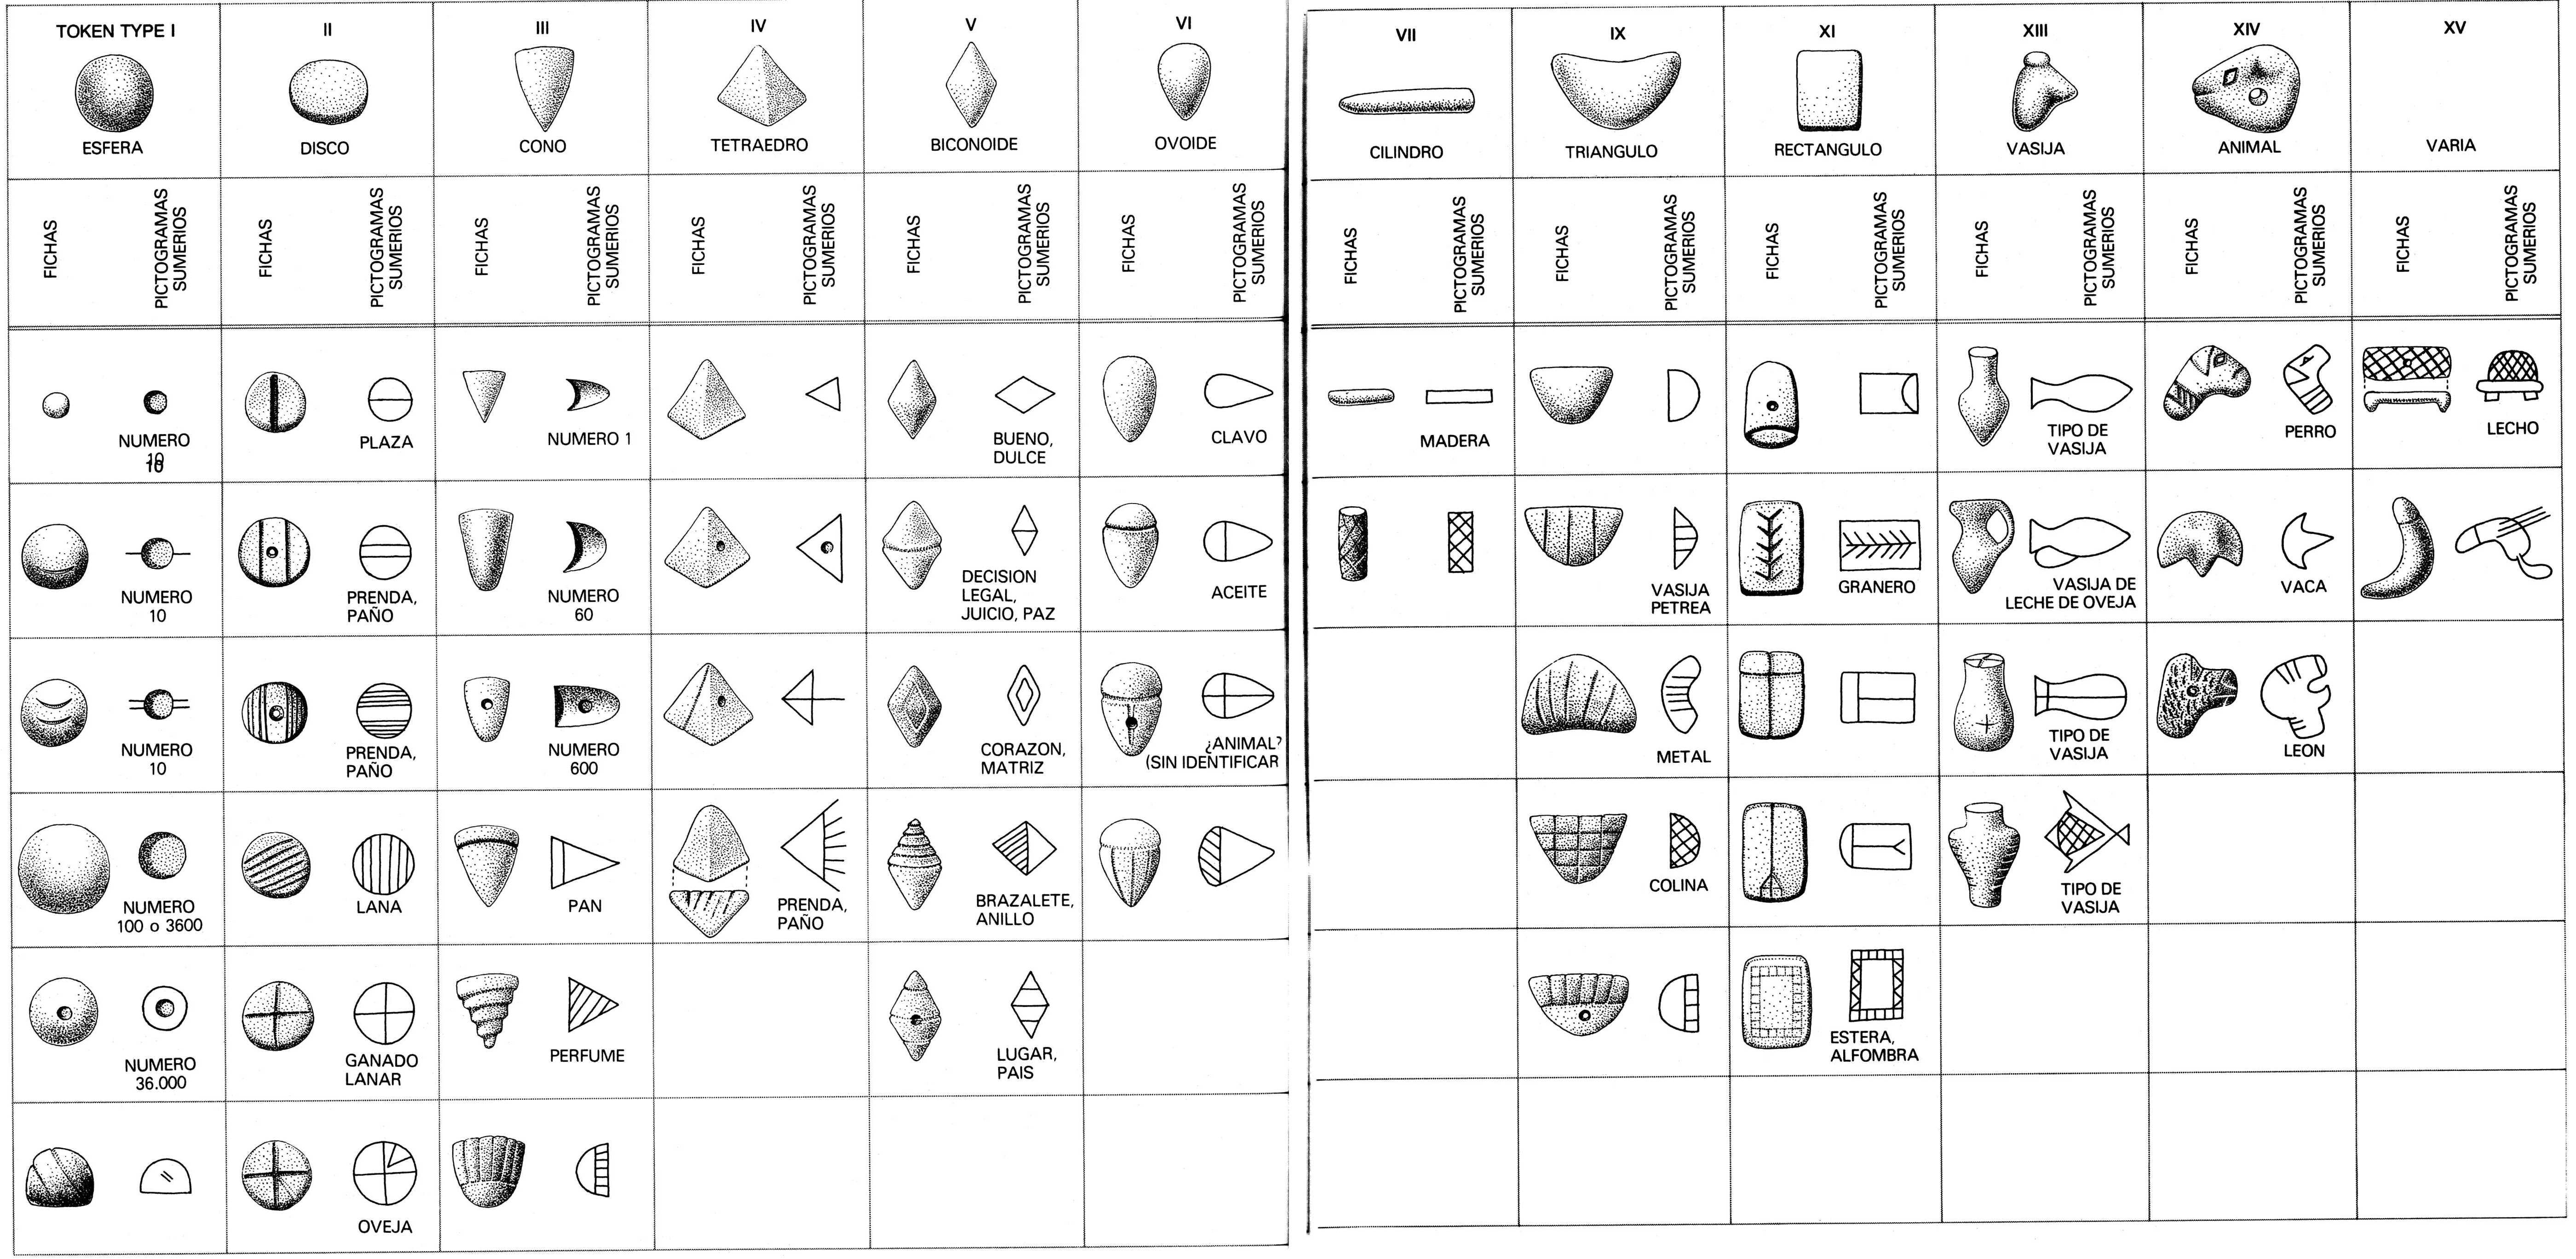 TOKEN TYPE I
II
III
IV
V
VI
VII
IX
XI
XIII
XIV
XV
ESFERA
DISCO
CONO
TETRAEDRO
BICONOIDE
OVOIDE
CILINDRO
TRIANGULO
RECTANGULO
VASIJA
ANIMAL
VARIA
FICHAS
PICTOGRAMAS
SUMERIOS
FICHAS
PICTOGRAMAS
SUMERIOS
FICHAS
PICTOGRAMAS
SUMERIOS
FICHAS
PICTOGRAMAS
SUMERIOS
FICHAS
PICTOGRAMAS
SUMERIOS
FICHAS
PICTOGRAMAS
SUMERIOS
FICHAS
PICTOGRAMAS
SUMERIOS
FICHAS
PICTOGRAMAS
SUMERIOS
FICHAS
PICTOGRAMAS
SUMERIOS
FICHAS
PICTOGRAMAS
SUMERIOS
FICHAS
PICTOGRAMAS
SUMERIOS
FICHAS
PICTOGRAMAS
SUMERIOS
NUMERO
10
PLAZA
NUMERO 1
BUENO,
DULCE
CLAVO
MADERA
TIPO DE
VASIJA
PERRO
LECHO
NUMERO
10
PRENDA,
PAÑO
NUMERO
60
DECISION
LEGAL,
JUICIO, PAZ
ACEITE
VASIJA
PETREA
GRANERO
VASIJA DE
LECHE DE OVEJA
VACA
NUMERO
10
PRENDA,
PAÑO
NUMERO
600
CORAZON,
MATRIZ
¿ANIMAL?
(SIN IDENTIFICAR
METAL
TIPO DE
VASIJA
LEON
NUMERO
100 o 3600
LANA
PAN
PRENDA,
PAÑO
BRAZALETE,
ANILLO
COLINA
TIPO DE
VASIJA
NUMERO
36.000
GANADO
LANAR
PERFUME
LUGAR,
PAIS
ESTERA,
ALFOMBRA
OVEJA